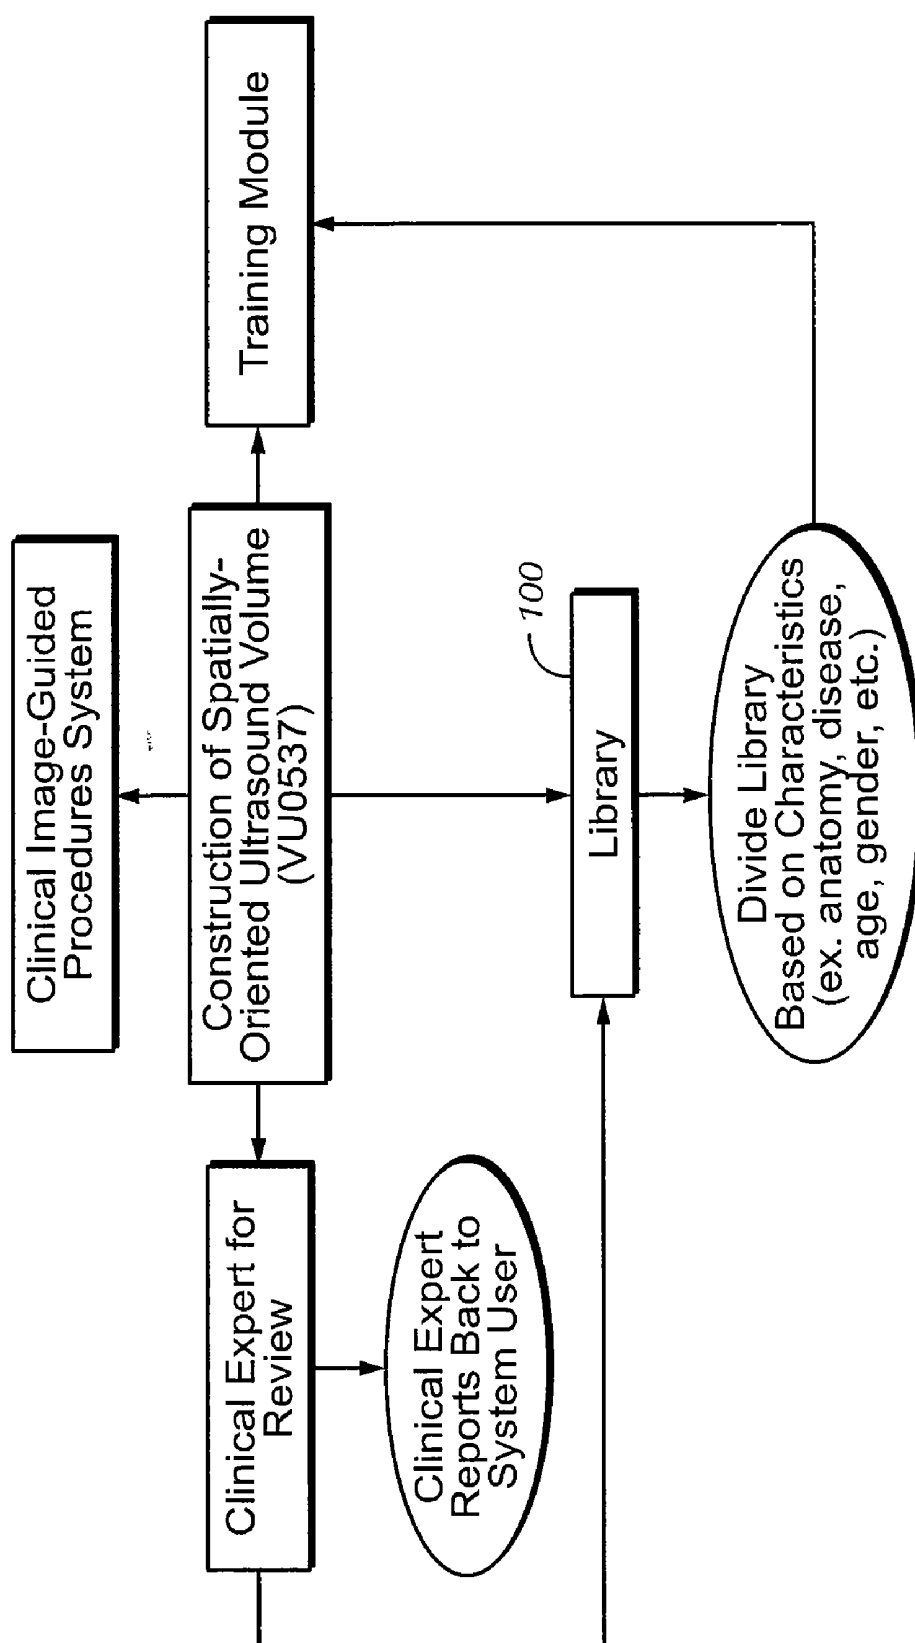 Clinical Image-Guided
Procedures System
Clinical Expert for
Review
Construction of Spatially-
Oriented Ultrasound Volume
(VU0537)
Training Module
Clinical Expert
Reports Back to
System User
100
Library
Divide Library
Based on Characteristics
(ex. anatomy, disease,
age, gender, etc.)